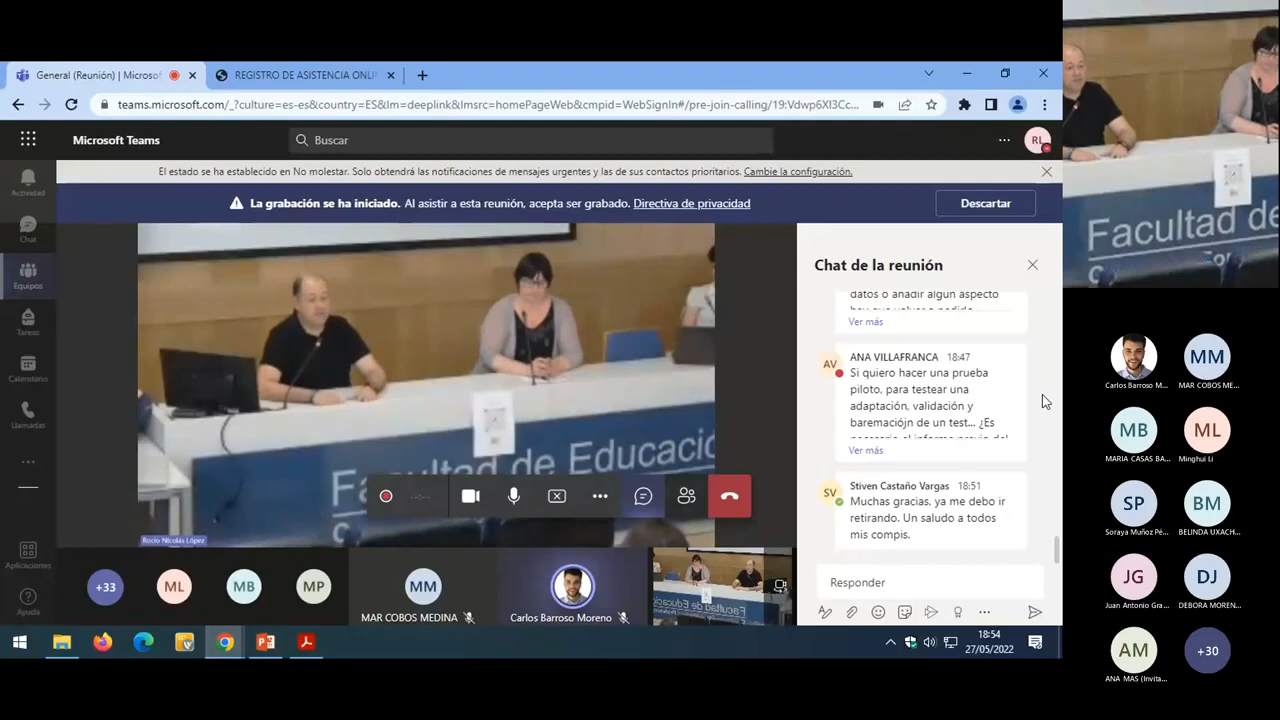 General (Reunión) | Microsof
REGISTRO DE ASISTENCIA ONLI
teams.microsoft.com/_?culture=es-es&country=ES&lm=deeplink&lmsrc=homePageWeb&cmpid=WebSignIn#/pre-join-calling/19:Vdwp6Xl3Cc...
Microsoft Teams
Buscar
RL
El estado se ha establecido en No molestar. Solo obtendrá las notificaciones de mensajes urgentes y las de sus contactos prioritarios. Cambie la configuración.
La grabación se ha iniciado. Al asistir a esta reunión, acepta ser grabado. Directiva de privacidad
Descartar
Actividad
Chat
Equipos
Tareas
Calendario
Llamadas
Aplicaciones
Ayuda
Facultad de Educació
Rocío Nicolás López
Chat de la reunión
datos o añadir algún aspecto
Ver más
AV
ANA VILLAFRANCA 18:47
Si quiero hacer una prueba
piloto, para testear una
adaptación, validación y
baremaciójn de un test... ¿Es
Ver más
SV
Stiven Castaño Vargas 18:51
Muchas gracias, ya me debo ir
retirando. Un saludo a todos
mis compis.
Responder
+33
ML
MB
MP
MM
MAR COBOS MEDINA
Carlos Barroso Moreno
18:54
27/05/2022
Facultad de
Carlos Barroso M...
MM
MAR COBOS ME...
MB
MARIA CASAS BA...
ML
Minghui Li
SP
Soraya Muñoz Pé...
BM
BELINDA UXACH...
JG
Juan Antonio Gra...
DJ
DEBORA MOREN...
AM
ANA MAS (Invita...
+30